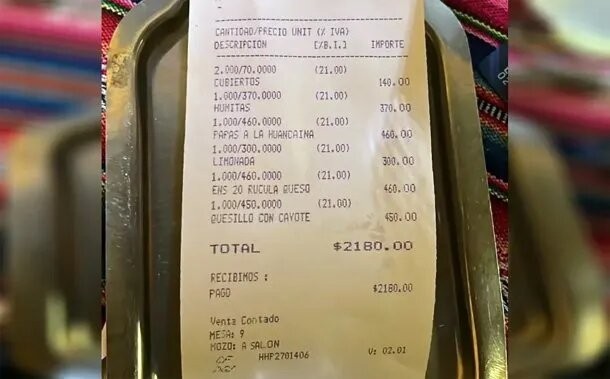 CANTIDAD/PRECIO UNIT (% IVA)
DESCRIPCION [%B.I.] IMPORTE
2.000/70.0000 (21.00)
CUBIERTOS 140.00
1.000/370.0000 (21.00)
HUMITAS 370.00
1.000/460.0000 (21.00)
PAPAS A LA HUANCAINA 460.00
1.000/300.0000 (21.00)
LIMONADA 300.00
1.000/460.0000 (21.00)
ENS 20 RUCULA QUESO 460.00
1.000/450.0000 (21.00)
QUESILLO CON CAYOTE 450.00
TOTAL $2180.00
RECIBIMOS :
PAGO $2180.00
Venta Contado
MESA: 9
MOZO: A SALON
HHP2701406 V: 02.01